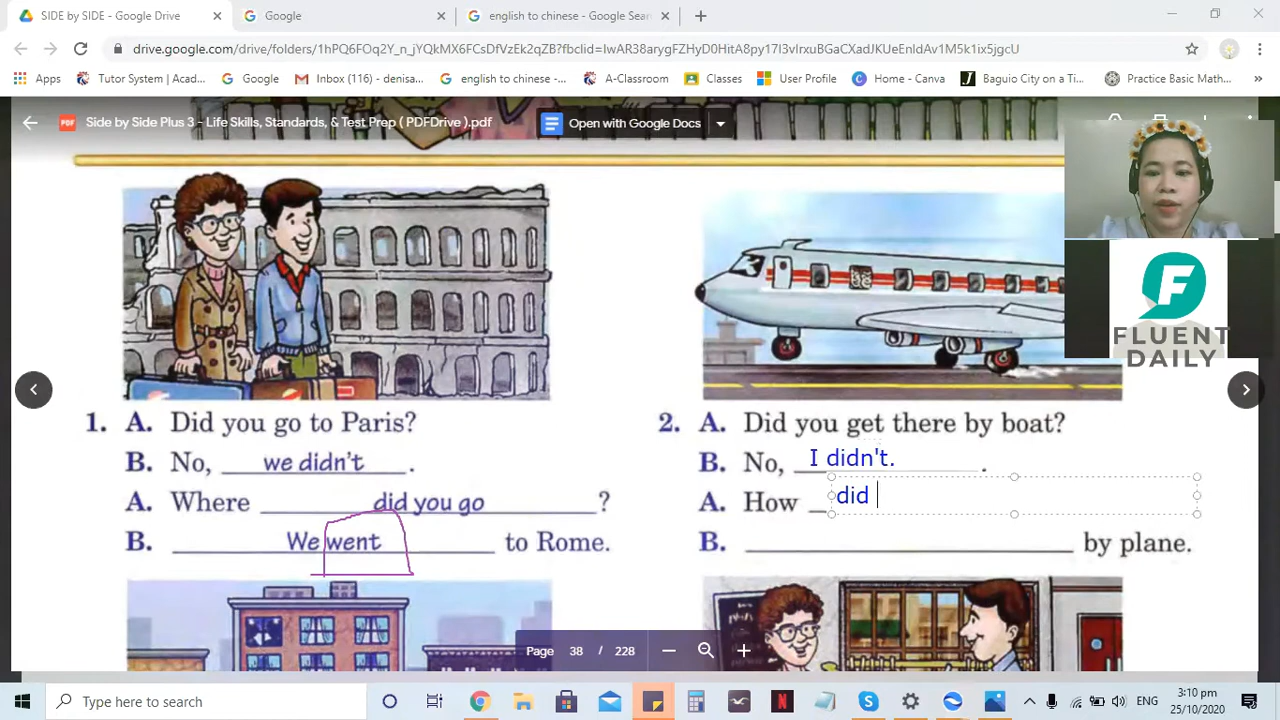 SIDE by SIDE - Google Drive
Google
english to chinese - Google Sear
drive.google.com/drive/folders/1hPQ6FOq2Y_n_jYQkMX6FCsDfVzEk2qZB?fbclid=IwAR38arygFZHyD0HitA8py17l3vIrxuBGaCXadJKUeEnIdAv1M5k1ix5jgcU
Apps
Tutor System | Acad...
Google
Inbox (116) - denisa...
english to chinese -...
A-Classroom
Classes
User Profile
Home - Canva
Baguio City on a Ti...
Practice Basic Math...
Side by Side Plus 3 - Life Skills, Standards, & Test Prep ( PDFDrive ).pdf
Open with Google Docs
FLUENT
DAILY
1. A. Did you go to Paris?
B. No, we didn't.
A. Where did you go?
B. We went to Rome.
2. A. Did you get there by boat?
B. No, I didn't. .
A. How did
B. by plane.
Page 38 / 228
Type here to search
ENG
3:10 pm
25/10/2020